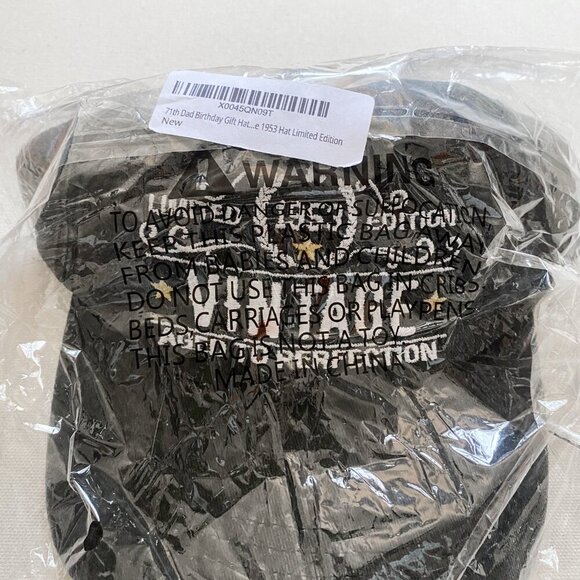 X0045QN09T
71th Dad Birthday Gift Hat...e 1953 Hat Limited Edition
New
WARNING
TO AVOID DANGER OF SUFFOCATION,
KEEP THIS PLASTIC BAG AWAY
FROM BABIES AND CHILDREN.
DO NOT USE THIS BAG IN CRIBS,
BEDS, CARRIAGES OR PLAYPENS.
THIS BAG IS NOT A TOY.
MADE IN CHINA
VINTAGE
PERFECTION